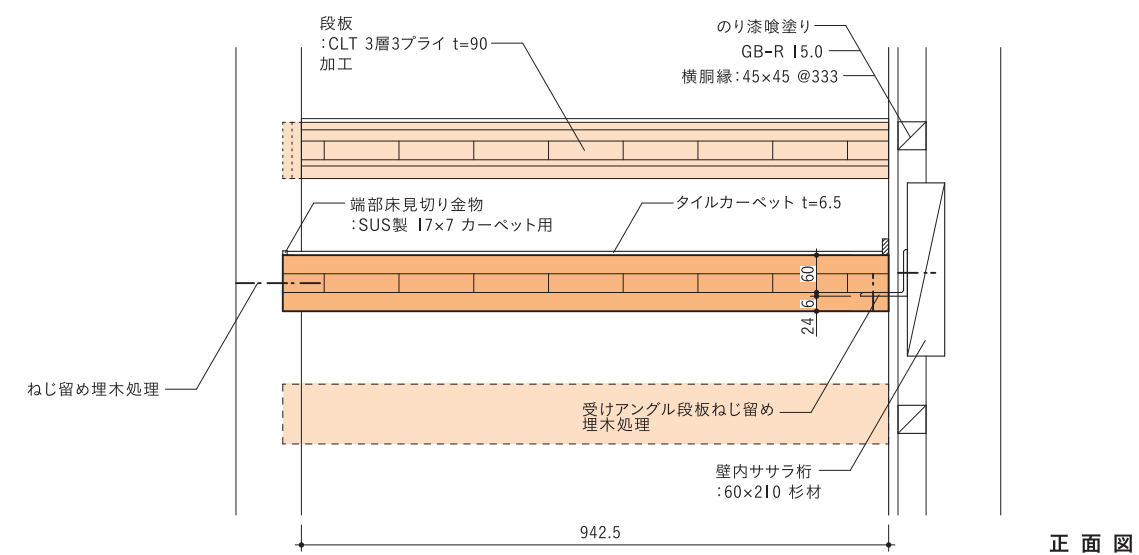 段板
:CLT 3層3プライ t=90
加工
のり漆喰塗り
GB-R 15.0
横胴縁:45×45 @333
端部床見切り金物
:SUS製 17×7 カーペット用
タイルカーペット t=6.5
60
6
24
ねじ留め埋木処理
受けアングル段板ねじ留め
埋木処理
壁内ササラ桁
:60×210 杉材
942.5
正面図